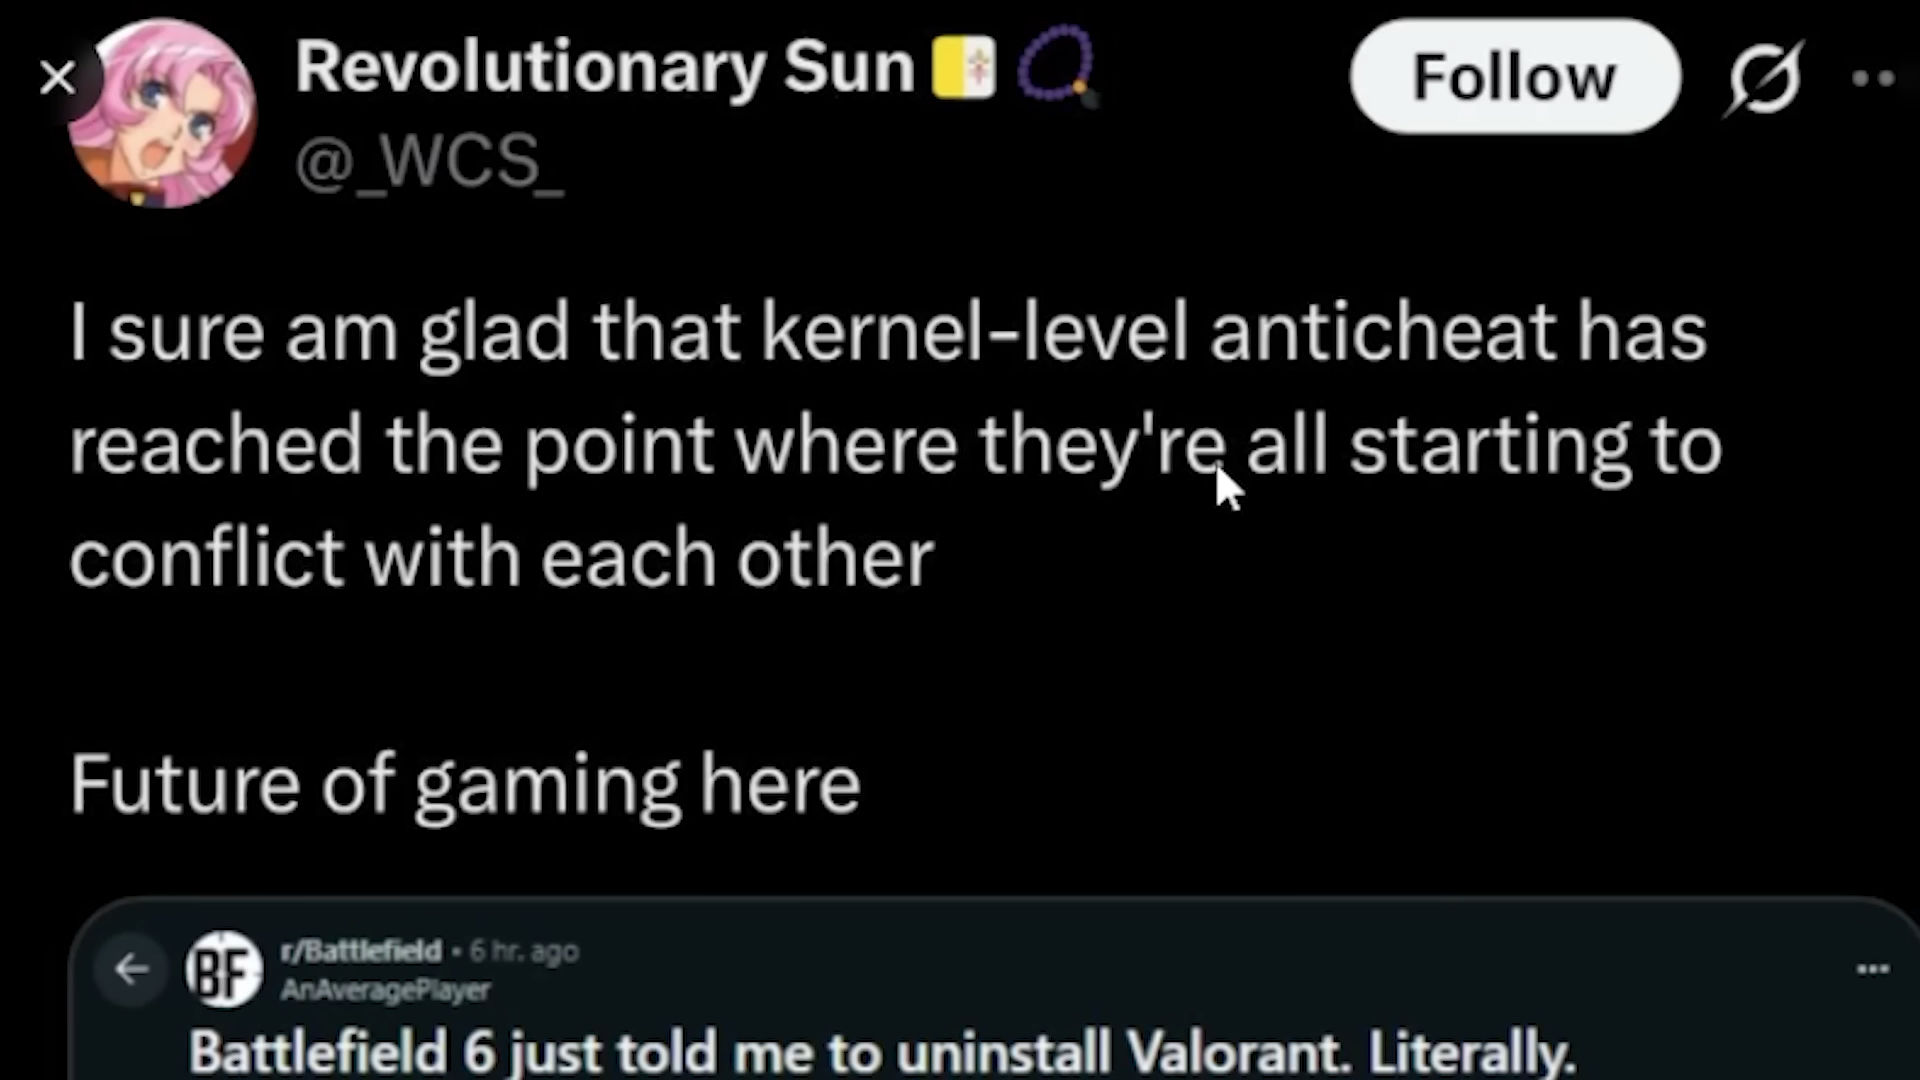 Revolutionary Sun
Follow
@_WCS_
I sure am glad that kernel-level anticheat has
reached the point where they're all starting to
conflict with each other
Future of gaming here
BF
r/Battlefield • 6 hr. ago
AnAveragePlayer
Battlefield 6 just told me to uninstall Valorant. Literally.